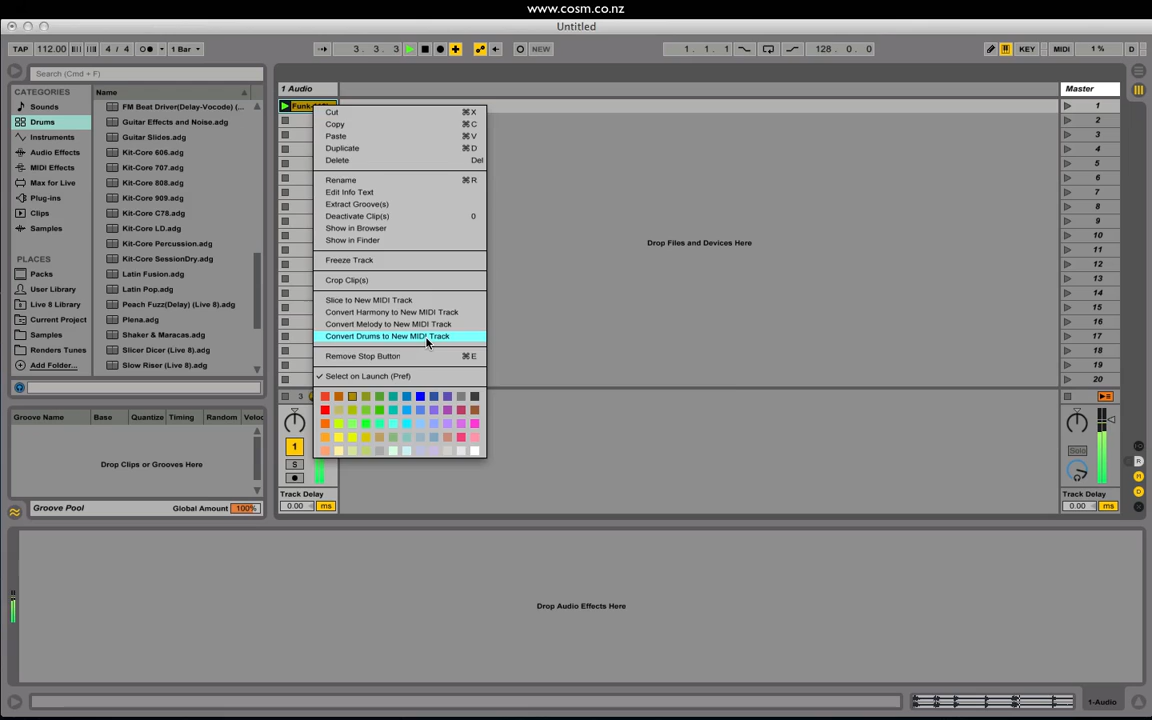 www.cosm.co.nz
Untitled
TAP 112.00 4 / 4 1 Bar 3. 3. 3 NEW 1. 1. 1 128. 0. 0 KEY MIDI 1 % D
Search (Cmd + F)
CATEGORIES
Sounds
Drums
Instruments
Audio Effects
MIDI Effects
Max for Live
Plug-ins
Clips
Samples
PLACES
Packs
User Library
Live 8 Library
Current Project
Samples
Renders Tunes
Add Folder...
Name
FM Beat Driver(Delay-Vocode) (...
Guitar Effects and Noise.adg
Guitar Slides.adg
Kit-Core 606.adg
Kit-Core 707.adg
Kit-Core 808.adg
Kit-Core 909.adg
Kit-Core C78.adg
Kit-Core LD.adg
Kit-Core Percussion.adg
Kit-Core SessionDry.adg
Latin Fusion.adg
Latin Pop.adg
Peach Fuzz(Delay) (Live 8).adg
Plena.adg
Shaker & Maracas.adg
Slicer Dicer (Live 8).adg
Slow Riser (Live 8).adg
Groove Name Base Quantize Timing Random Veloc
Drop Clips or Grooves Here
Groove Pool Global Amount 100%
1 Audio
Cut ⌘X
Copy ⌘C
Paste ⌘V
Duplicate ⌘D
Delete Del
Rename ⌘R
Edit Info Text
Extract Groove(s)
Deactivate Clip(s) 0
Show in Browser
Show in Finder
Freeze Track
Crop Clip(s)
Slice to New MIDI Track
Convert Harmony to New MIDI Track
Convert Melody to New MIDI Track
Convert Drums to New MIDI Track
Remove Stop Button ⌘E
✓ Select on Launch (Pref)
3
1
S
Track Delay
0.00 ms
Drop Files and Devices Here
Master
1
2
3
4
5
6
7
8
9
10
11
12
13
14
15
16
17
18
19
20
Solo
Track Delay
0.00 ms
R
M
D
X
Drop Audio Effects Here
1-Audio